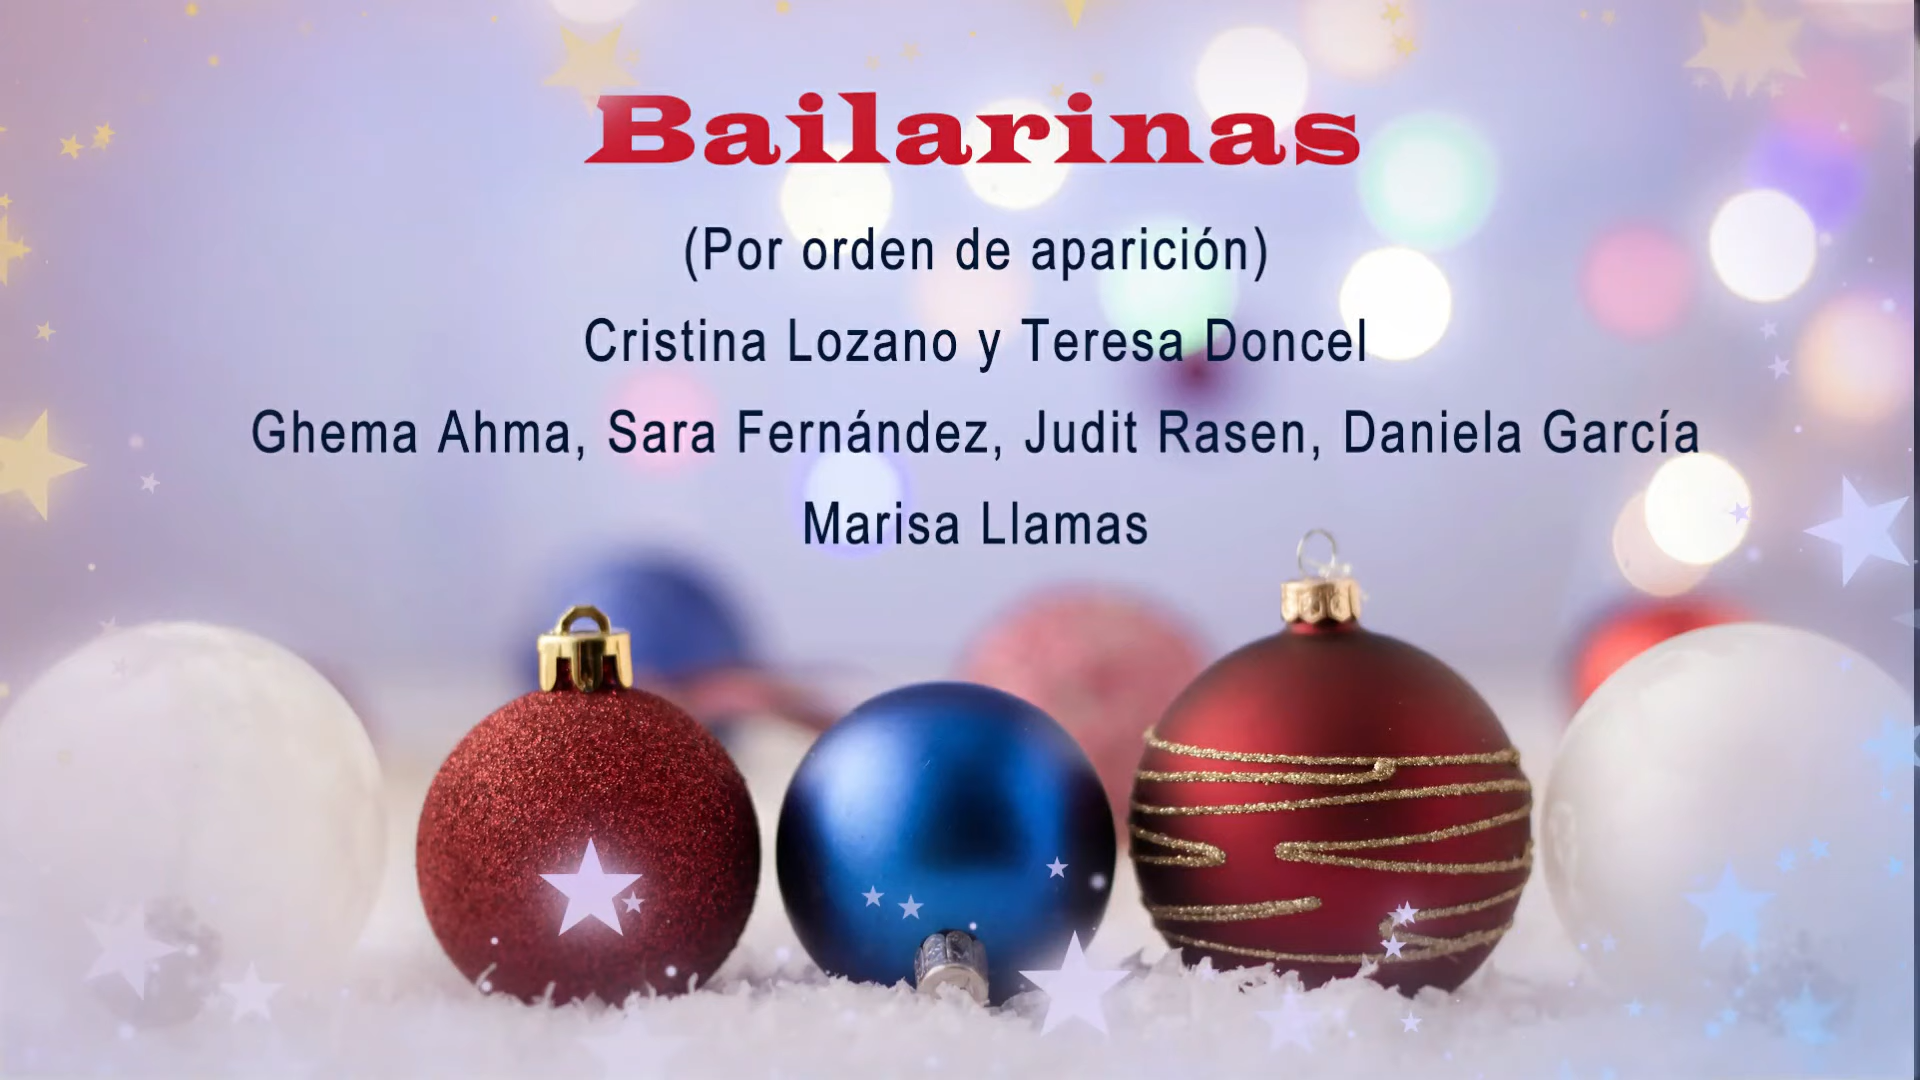 Bailarinas
(Por orden de aparición)
Cristina Lozano y Teresa Doncel
Ghema Ahma, Sara Fernández, Judit Rasen, Daniela García
Marisa Llamas